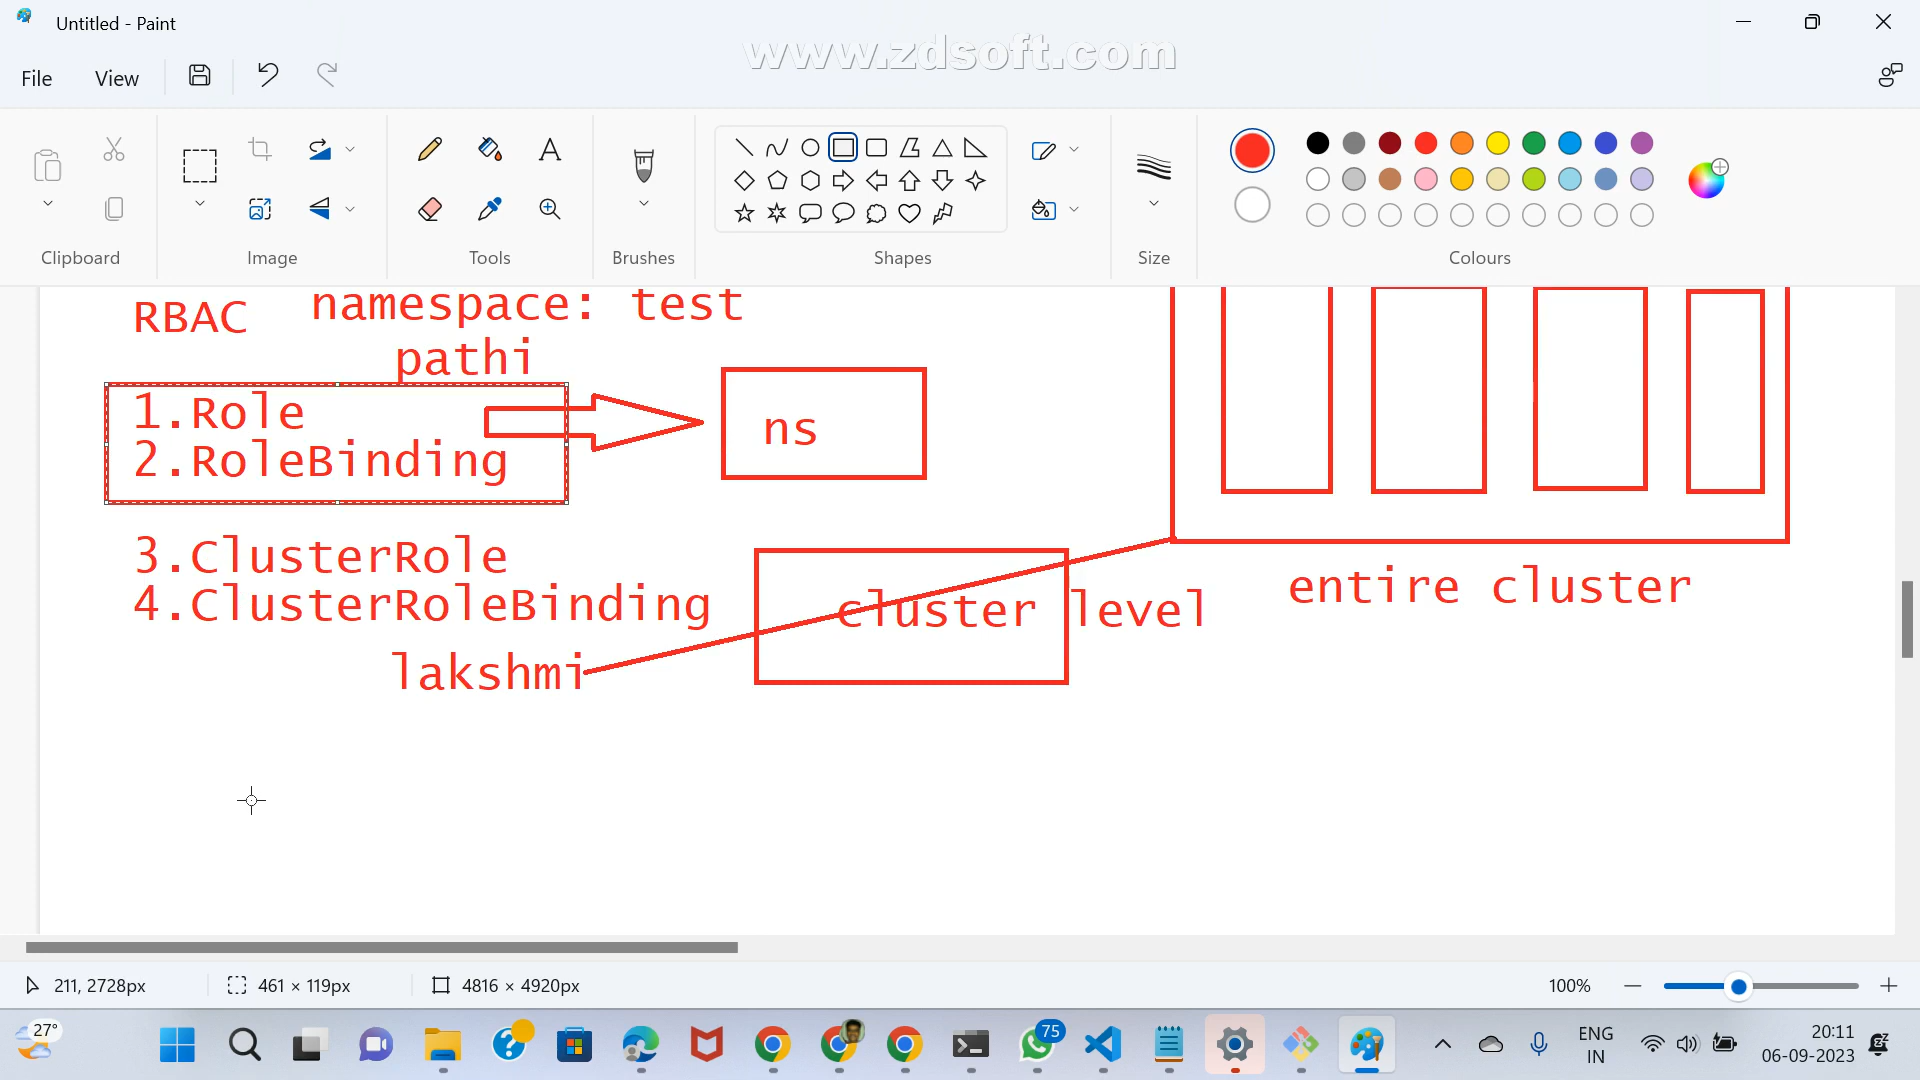 Untitled - Paint
www.zdsoft.com
File View
Clipboard
Image
Tools
Brushes
Shapes
Size
Colours
RBAC namespace: test
pathi
1.Role
2.RoleBinding
ns
3.ClusterRole
4.ClusterRoleBinding
cluster level
entire cluster
lakshmi
211, 2728px
461 × 119px
4816 × 4920px
100%
27°
75
ENG
IN
20:11
06-09-2023